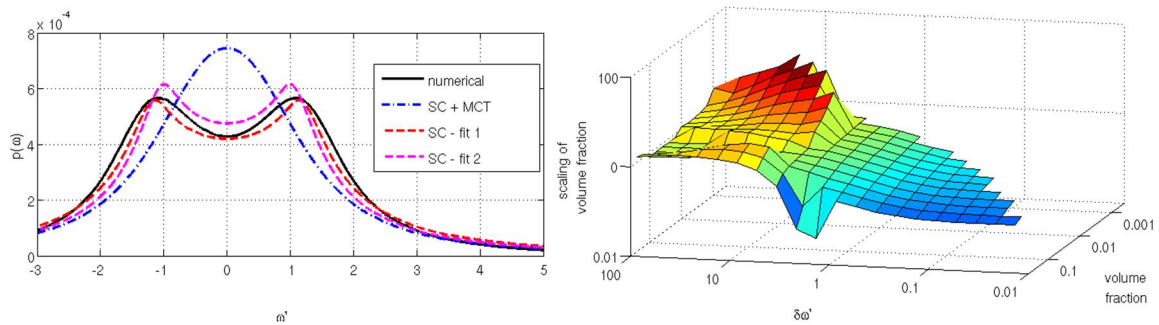 x 10⁻⁴
8
6
4
2
0
p(ω)
-3 -2 -1 0 1 2 3 4 5
ω'
numerical
SC + MCT
SC - fit 1
SC - fit 2
100
0
0.01
scaling of
volume fraction
100 10 1 0.1 0.01
δω'
0.001
0.01
0.1
volume
fraction